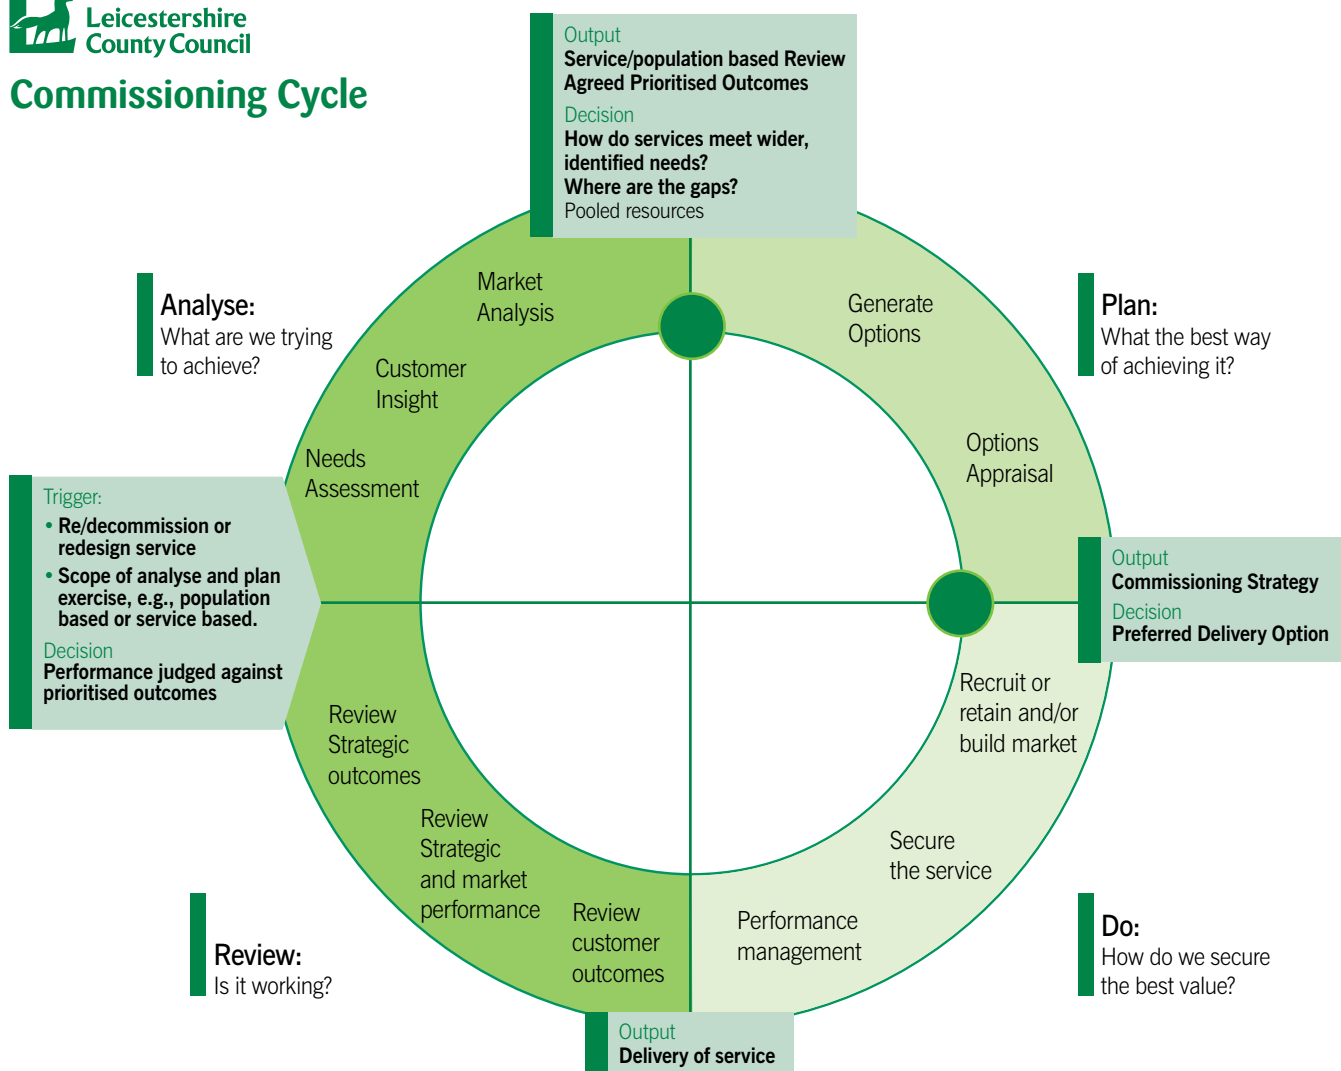 Leicestershire
County Council
Commissioning Cycle
Output
Service/population based Review
Agreed Prioritised Outcomes
Decision
How do services meet wider,
identified needs?
Where are the gaps?
Pooled resources
Analyse:
What are we trying
to achieve?
Market
Analysis
Customer
Insight
Needs
Assessment
Generate
Options
Options
Appraisal
Plan:
What the best way
of achieving it?
Trigger:
• Re/decommission or
redesign service
• Scope of analyse and plan
exercise, e.g., population
based or service based.
Decision
Performance judged against
prioritised outcomes
Output
Commissioning Strategy
Decision
Preferred Delivery Option
Recruit or
retain and/or
build market
Secure
the service
Performance
management
Do:
How do we secure
the best value?
Review
Strategic
outcomes
Review
Strategic
and market
performance
Review
customer
outcomes
Review:
Is it working?
Output
Delivery of service